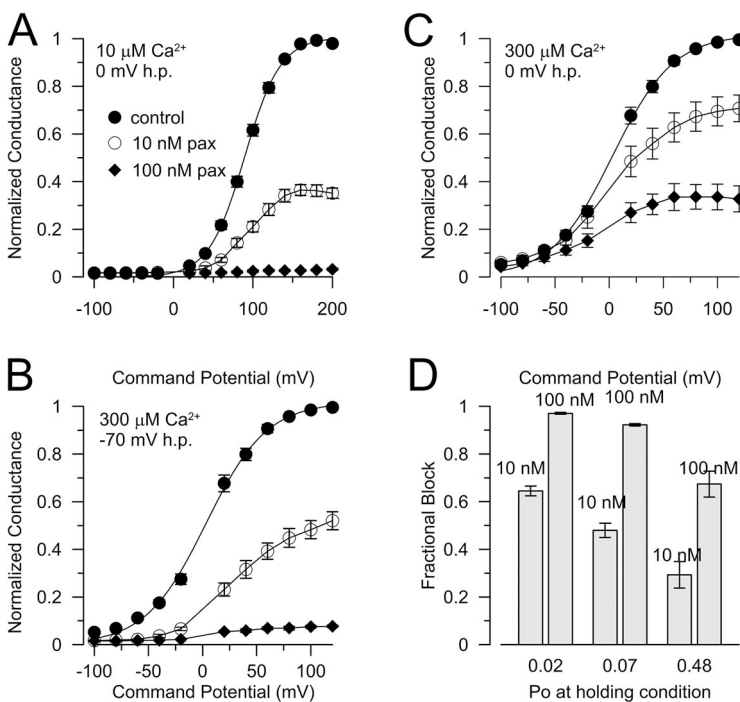 A
10 μM Ca²⁺
0 mV h.p.
control
10 nM pax
100 nM pax
Normalized Conductance
1
0.8
0.6
0.4
0.2
0
-100
0
100
200
Command Potential (mV)
C
300 μM Ca²⁺
0 mV h.p.
Normalized Conductance
1
0.8
0.6
0.4
0.2
0
-100
-50
0
50
100
Command Potential (mV)
B
300 μM Ca²⁺
-70 mV h.p.
Normalized Conductance
1
0.8
0.6
0.4
0.2
0
-100
-50
0
50
100
Command Potential (mV)
D
Fractional Block
1
0.8
0.6
0.4
0.2
0
10 nM
100 nM
10 nM
100 nM
10 nM
100 nM
0.02
0.07
0.48
Po at holding condition